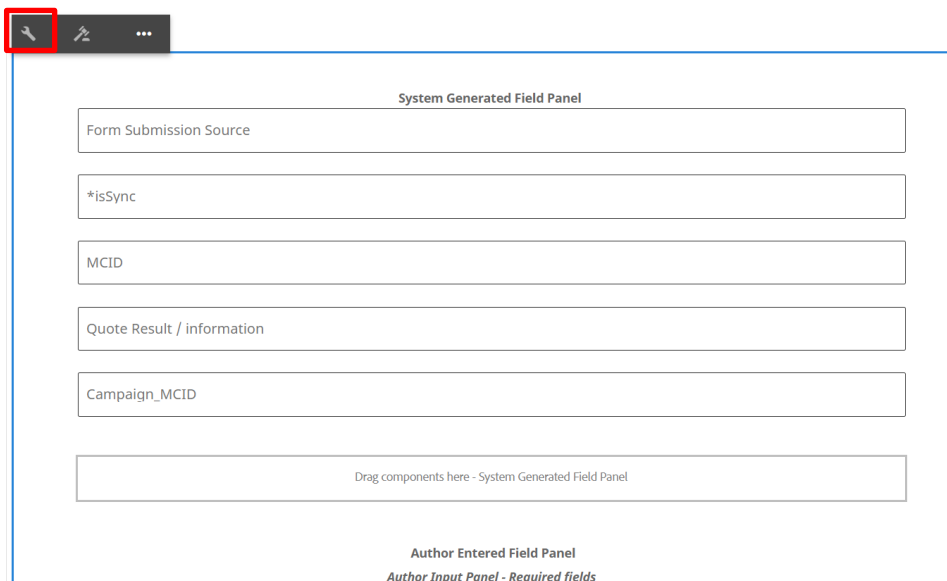 System Generated Field Panel
Form Submission Source
*isSync
MCID
Quote Result / information
Campaign_MCID
Drag components here - System Generated Field Panel
Author Entered Field Panel
Author Input Panel - Required fields